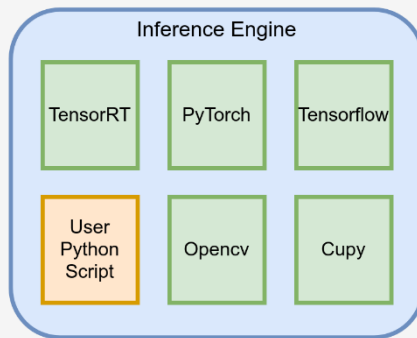 Inference Engine
TensorRT
PyTorch
Tensorflow
User
Python
Script
Opencv
Cupy